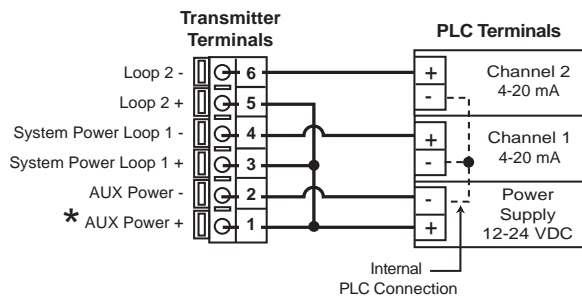 Transmitter
Terminals
PLC Terminals
Loop 2 -
6
+
Channel 2
4-20 mA
-
Loop 2 +
5
System Power Loop 1 -
4
+
Channel 1
4-20 mA
-
System Power Loop 1 +
3
AUX Power -
2
-
Power
Supply
12-24 VDC
* AUX Power +
1
+
Internal
PLC Connection